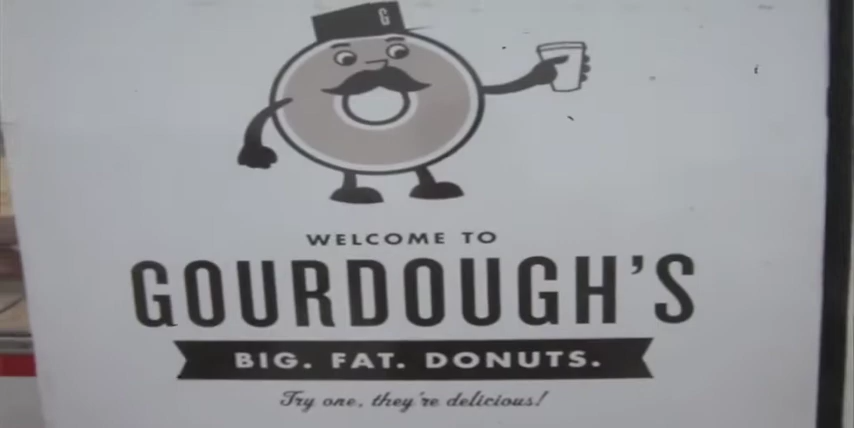 G
WELCOME TO
GOURDOUGH'S
BIG. FAT. DONUTS.
Try one, they're delicious!